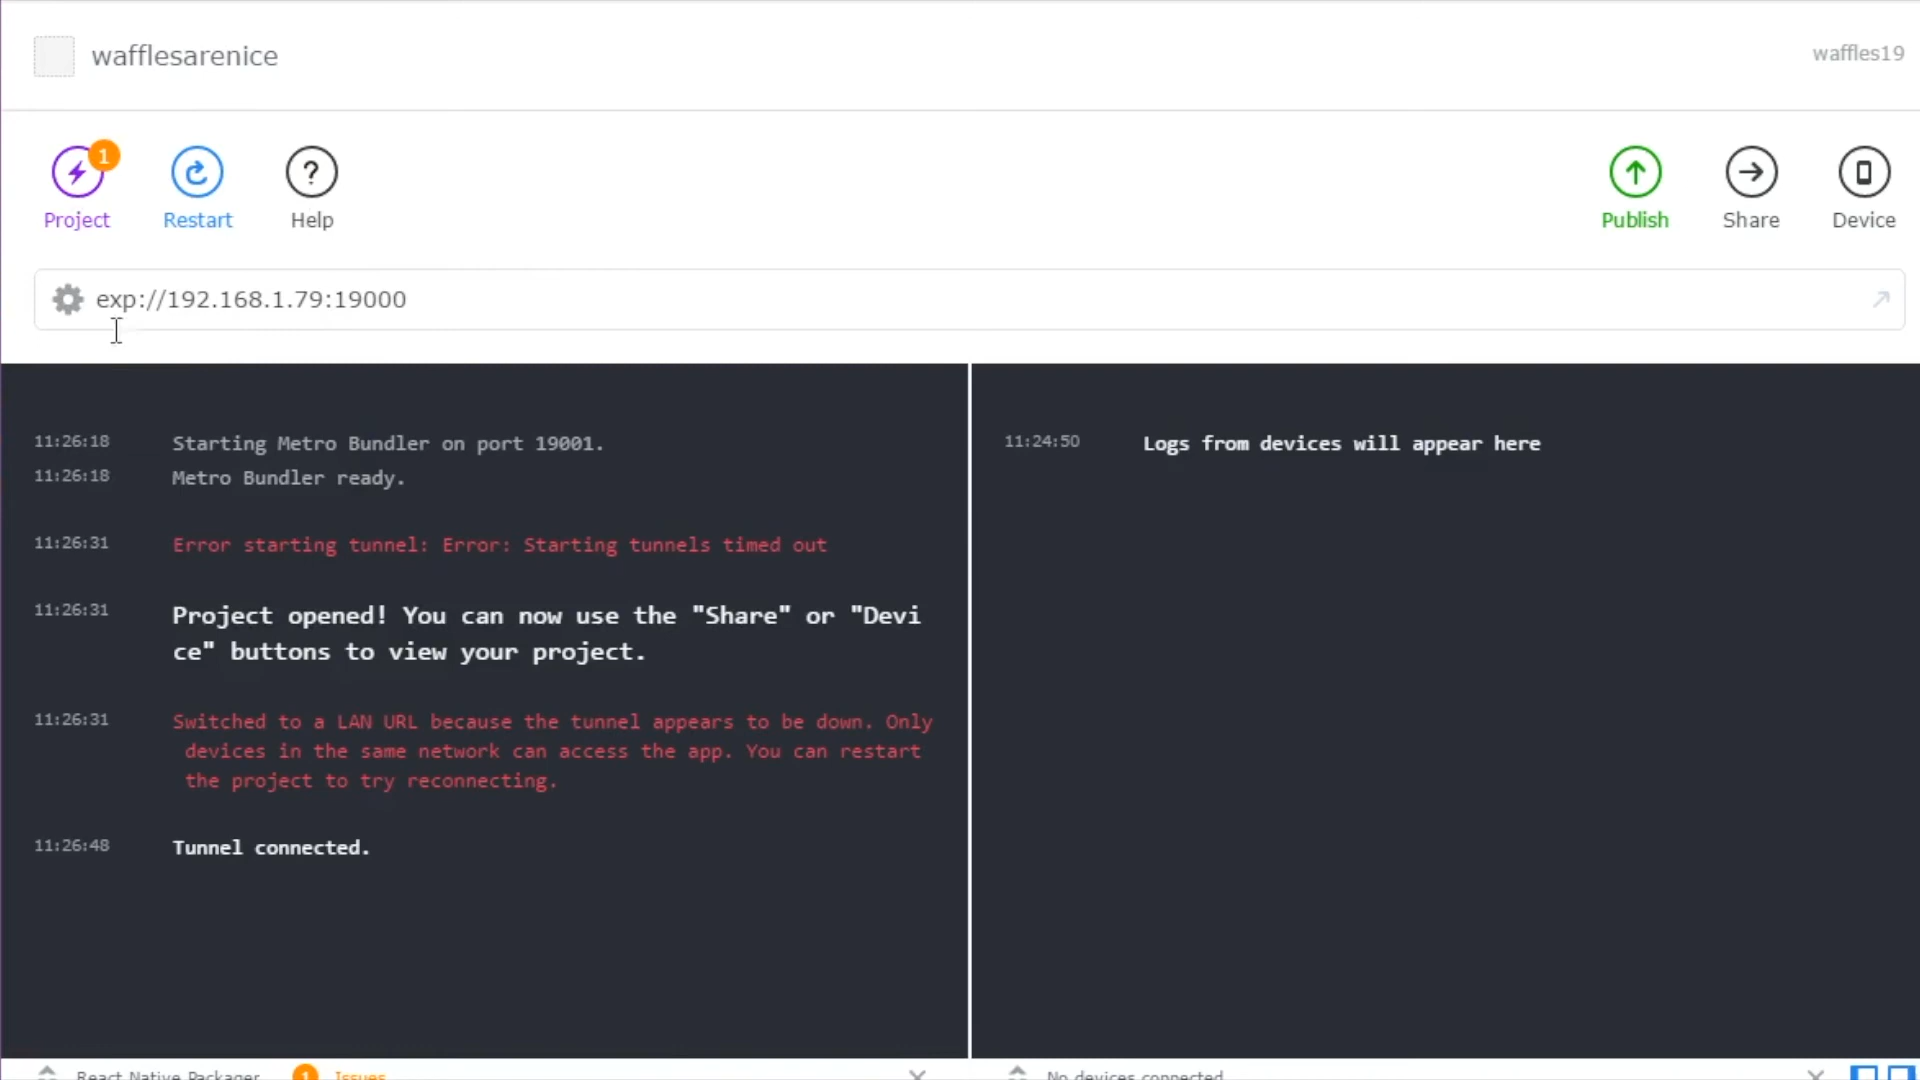 wafflesarenice
waffles19
1
Project
Restart
?
Help
Publish
Share
Device
exp://192.168.1.79:19000
11:26:18 Starting Metro Bundler on port 19001.
11:26:18 Metro Bundler ready.
11:26:31 Error starting tunnel: Error: Starting tunnels timed out
11:26:31 Project opened! You can now use the "Share" or "Devi
ce" buttons to view your project.
11:26:31 Switched to a LAN URL because the tunnel appears to be down. Only
devices in the same network can access the app. You can restart
the project to try reconnecting.
11:26:48 Tunnel connected.
11:24:50 Logs from devices will appear here
React Native Packager
1 Issues
No devices connected